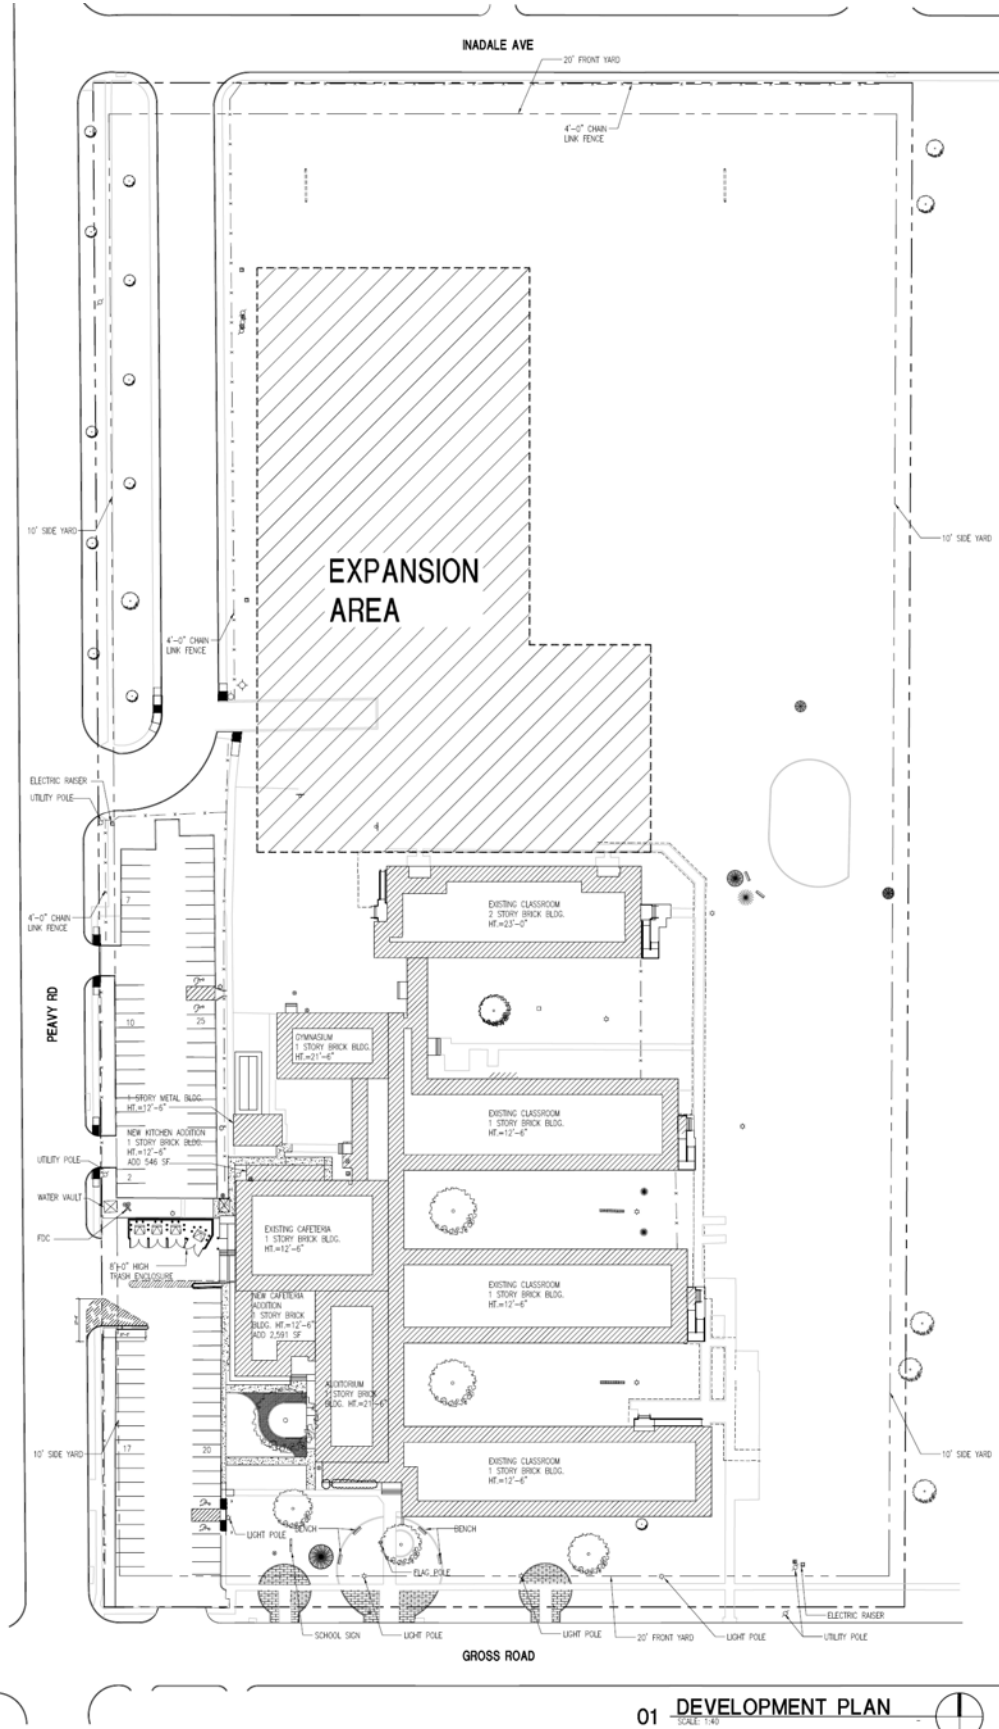 INADALE AVE
20' FRONT YARD
4'-0" CHAIN
LINK FENCE
10' SIDE YARD
10' SIDE YARD
EXPANSION
AREA
4'-0" CHAIN
LINK FENCE
ELECTRIC RAISER
UTILITY POLE
7
4'-0" CHAIN
LINK FENCE
EXISTING CLASSROOM
2 STORY BRICK BLDG.
HT.=23'-0"
PEAVY RD
10
25
GYMNASIUM
1 STORY BRICK BLDG.
HT.=21'-6"
1 STORY METAL BLDG.
HT.=12'-6"
NEW KITCHEN ADDITION
1 STORY BRICK BLDG.
HT.=12'-6"
ADD 546 SF
EXISTING CLASSROOM
1 STORY BRICK BLDG.
HT.=12'-6"
UTILITY POLE
2
WATER VAULT
FDC
EXISTING CAFETERIA
1 STORY BRICK BLDG.
HT.=12'-6"
8'-0" HIGH
TRASH ENCLOSURE
EXISTING CLASSROOM
1 STORY BRICK BLDG.
HT.=12'-6"
NEW CAFETERIA
ADDITION
1 STORY BRICK
BLDG. HT.=12'-6"
ADD 2,591 SF
AUDITORIUM
1 STORY BRICK
BLDG. HT.=21'-6"
10' SIDE YARD
17
20
10' SIDE YARD
EXISTING CLASSROOM
1 STORY BRICK BLDG.
HT.=12'-6"
LIGHT POLE
BENCH
BENCH
FLAG POLE
SCHOOL SIGN
LIGHT POLE
LIGHT POLE
20' FRONT YARD
LIGHT POLE
ELECTRIC RAISER
UTILITY POLE
GROSS ROAD
01 DEVELOPMENT PLAN
SCALE: 1:40